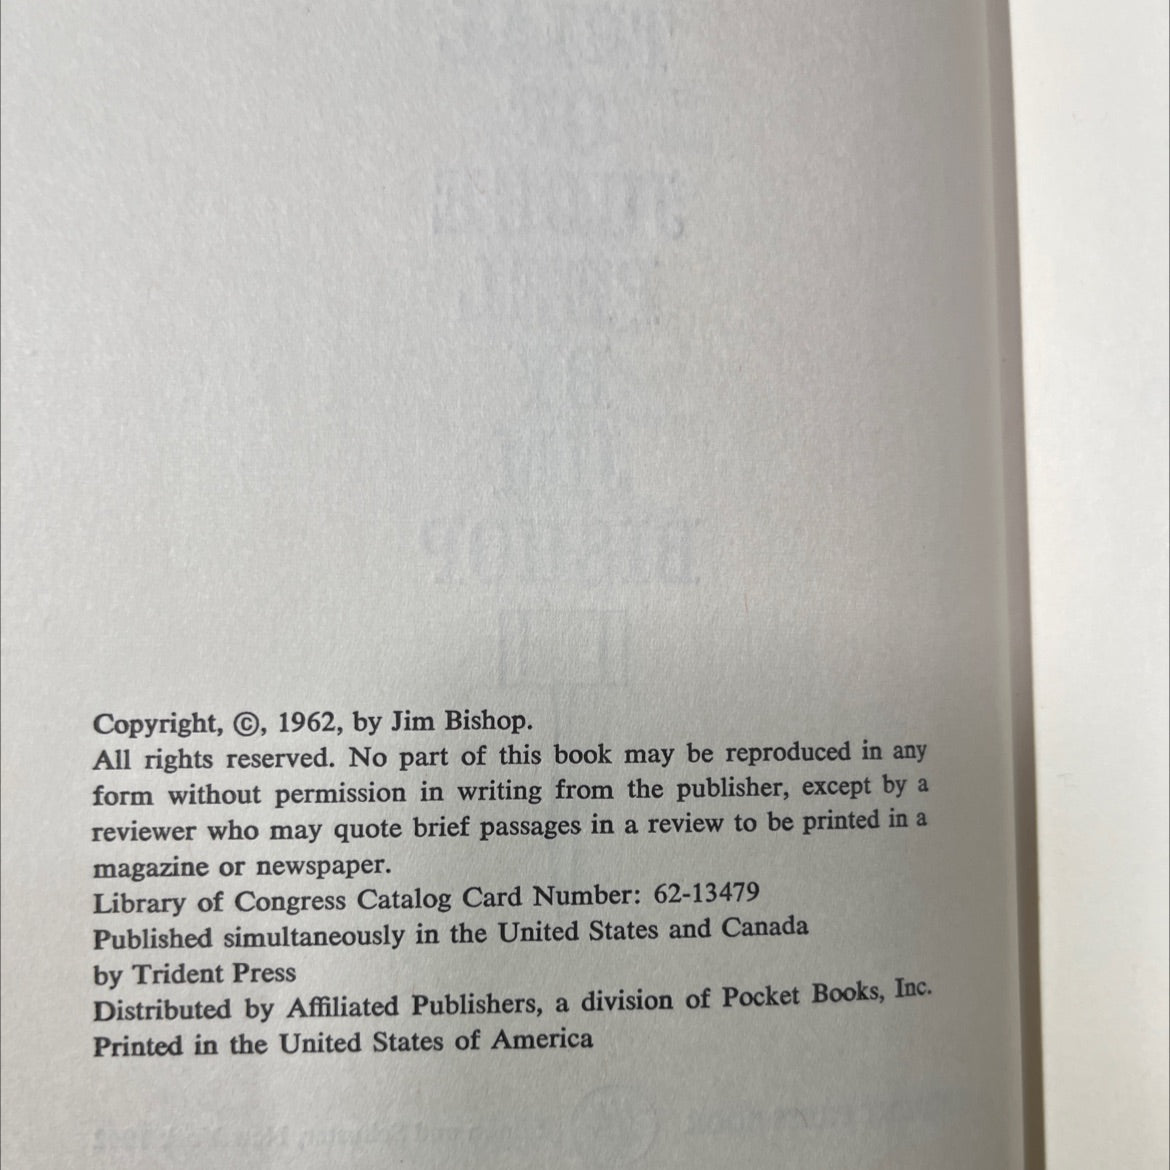 Copyright, ©, 1962, by Jim Bishop.
All rights reserved. No part of this book may be reproduced in any
form without permission in writing from the publisher, except by a
reviewer who may quote brief passages in a review to be printed in a
magazine or newspaper.
Library of Congress Catalog Card Number: 62-13479
Published simultaneously in the United States and Canada
by Trident Press
Distributed by Affiliated Publishers, a division of Pocket Books, Inc.
Printed in the United States of America